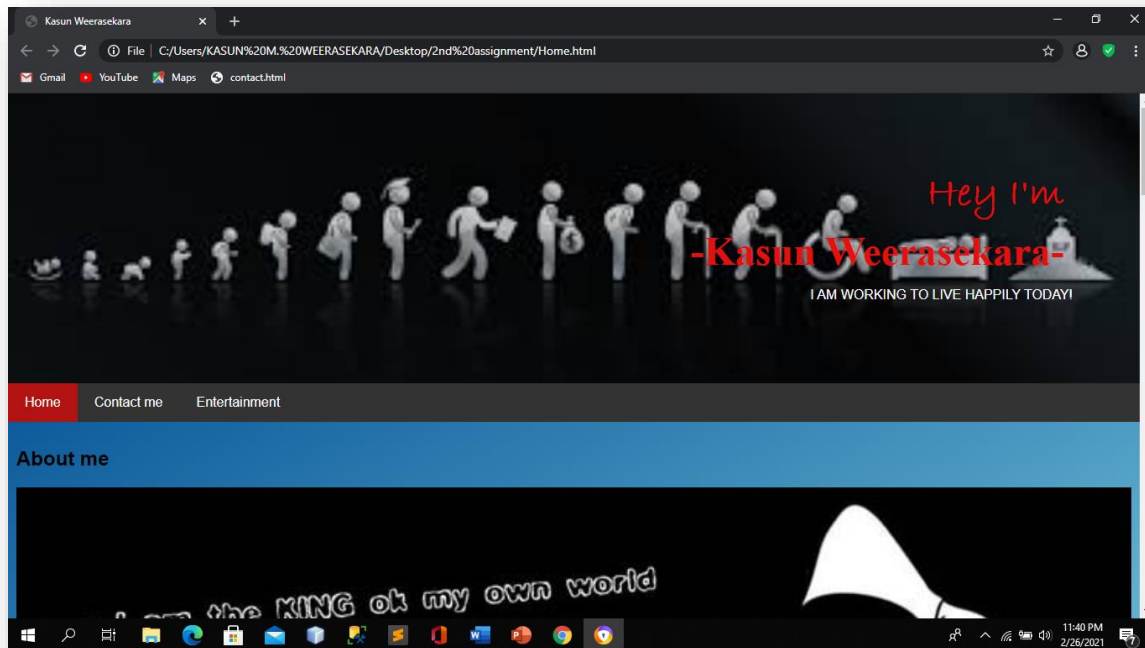 Kasun Weerasekara
File | C:/Users/KASUN%20M.%20WEERASEKARA/Desktop/2nd%20assignment/Home.html
Gmail YouTube Maps contact.html
Hey I'm
-Kasun Weerasekara-
I AM WORKING TO LIVE HAPPILY TODAY!
Home Contact me Entertainment
About me
I am the KING ok my own world
11:40 PM
2/26/2021
7